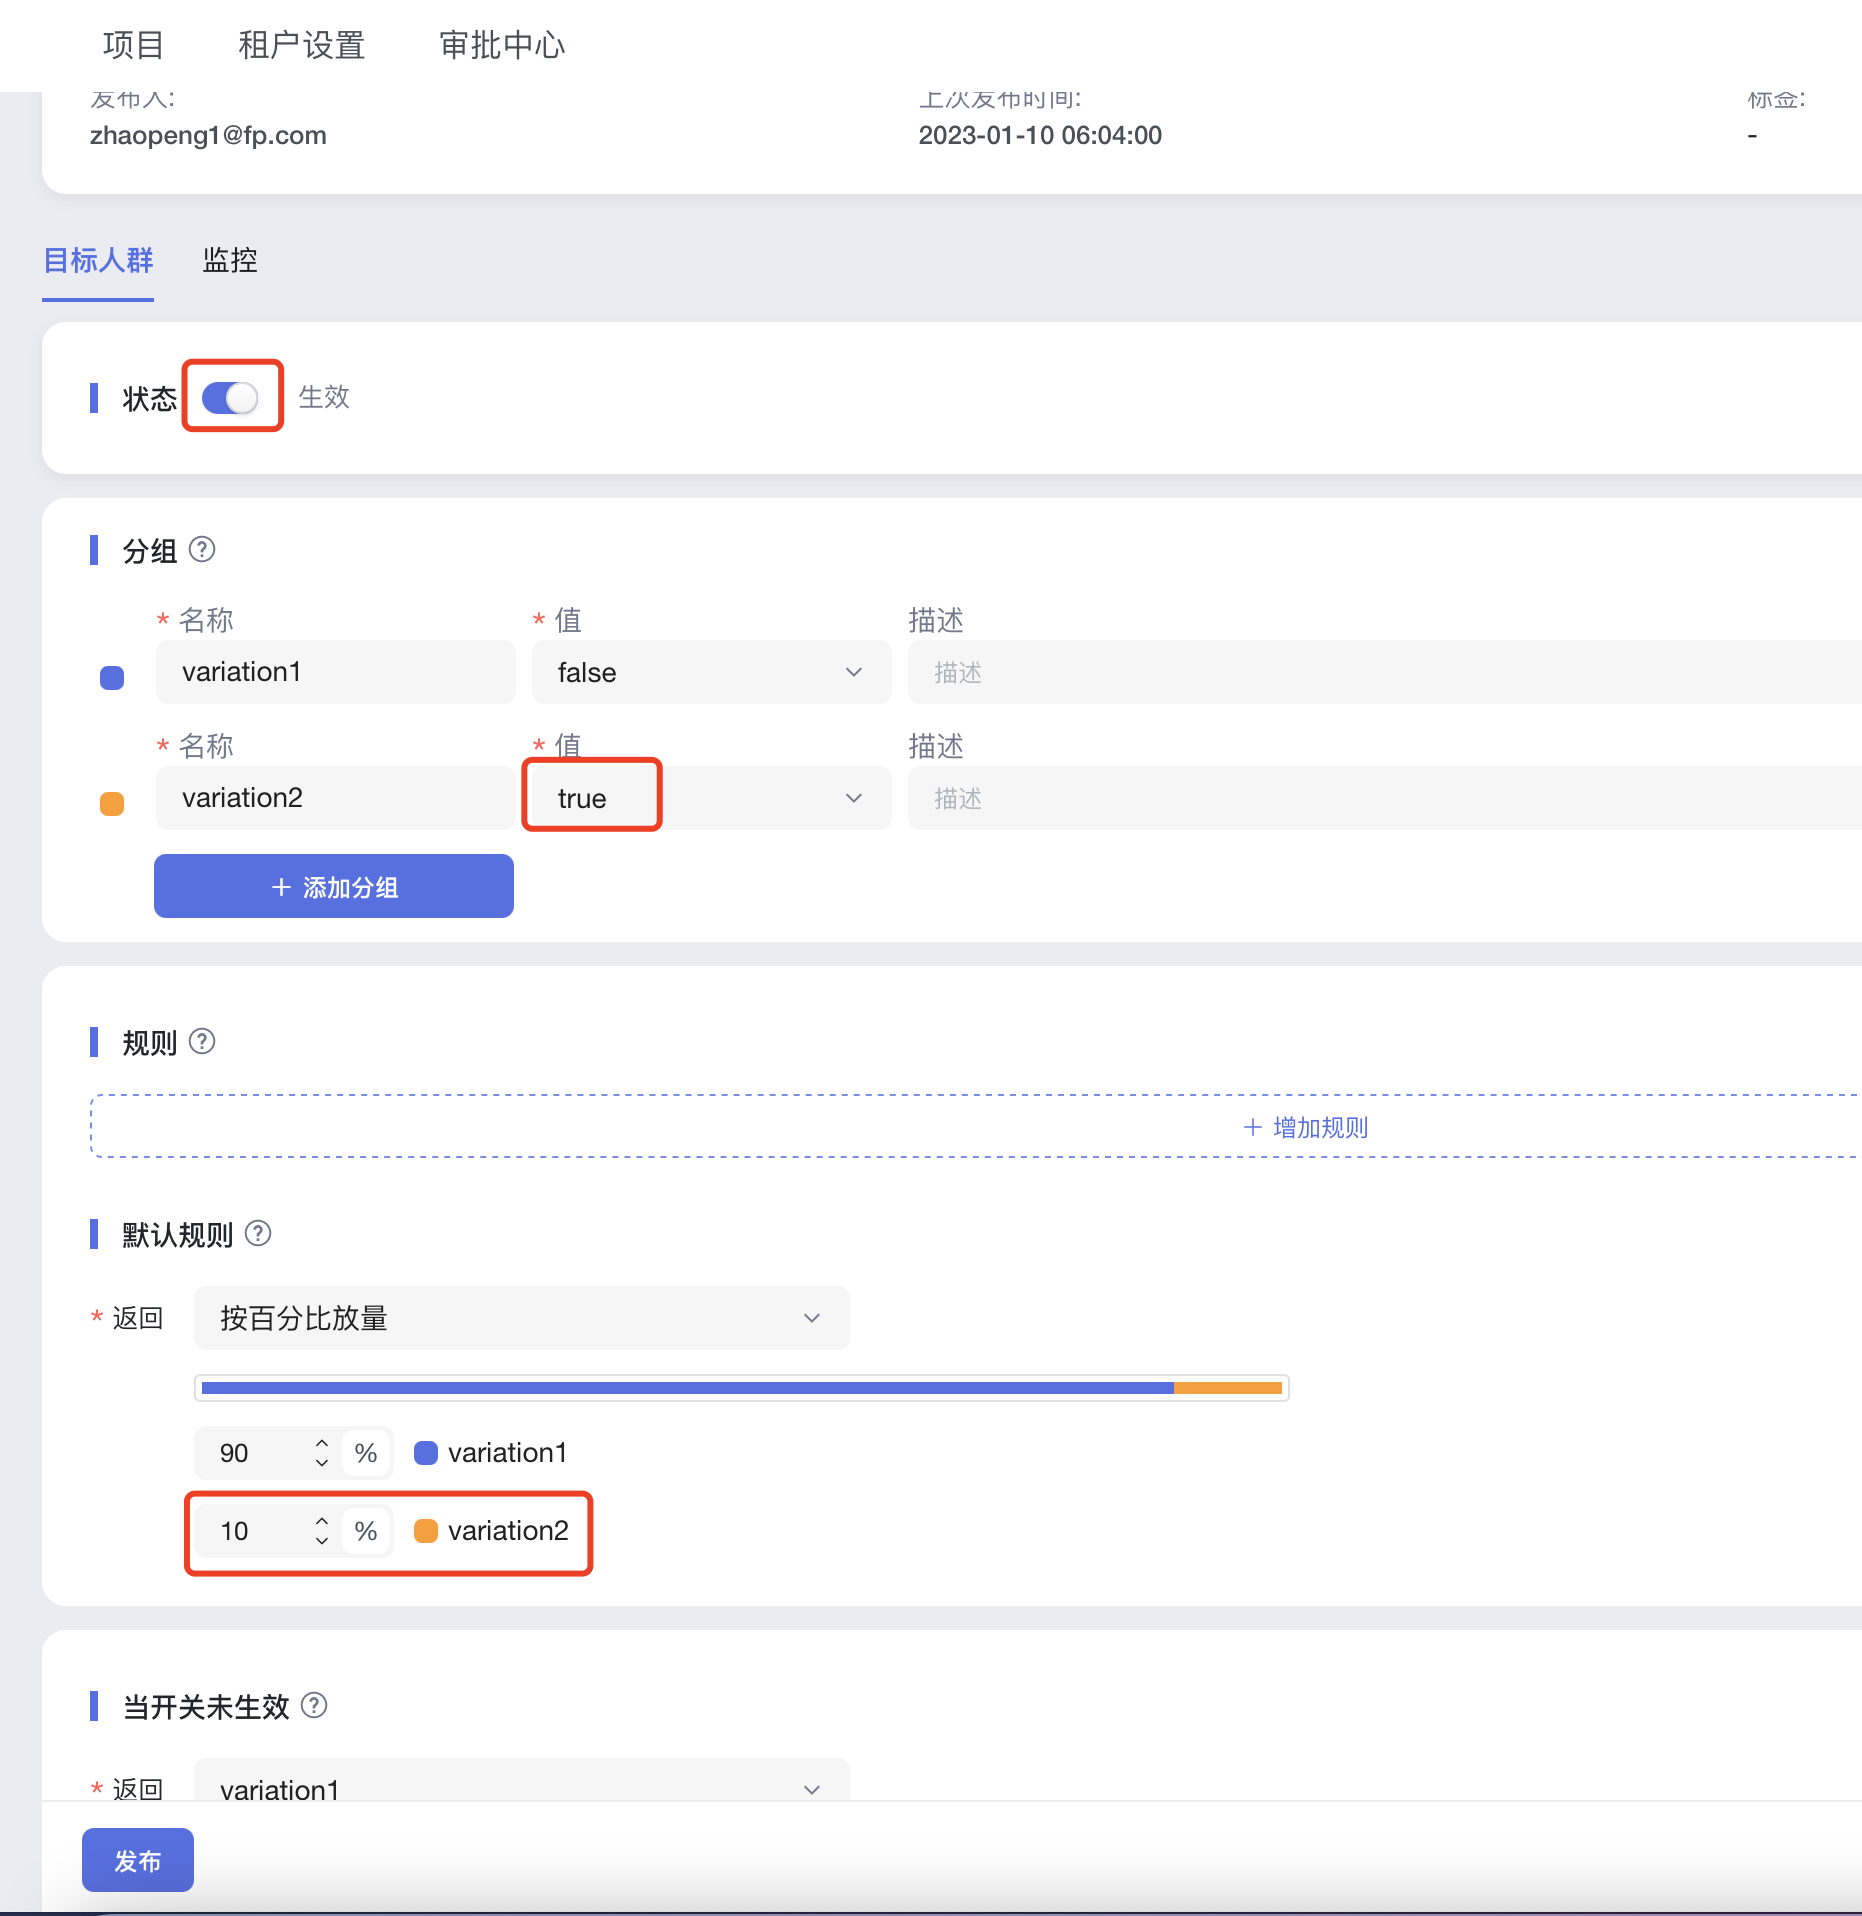 项目 租户设置 审批中心
发布人: 上次发布时间: 标签:
zhaopeng1@fp.com 2023-01-10 06:04:00 -
目标人群 监控
状态 生效
分组 ?
* 名称 * 值 描述
variation1 false 描述
* 名称 * 值 描述
variation2 true 描述
+ 添加分组
规则 ?
+ 增加规则
默认规则 ?
* 返回 按百分比放量
90 % variation1
10 % variation2
当开关未生效 ?
* 返回 variation1
发布